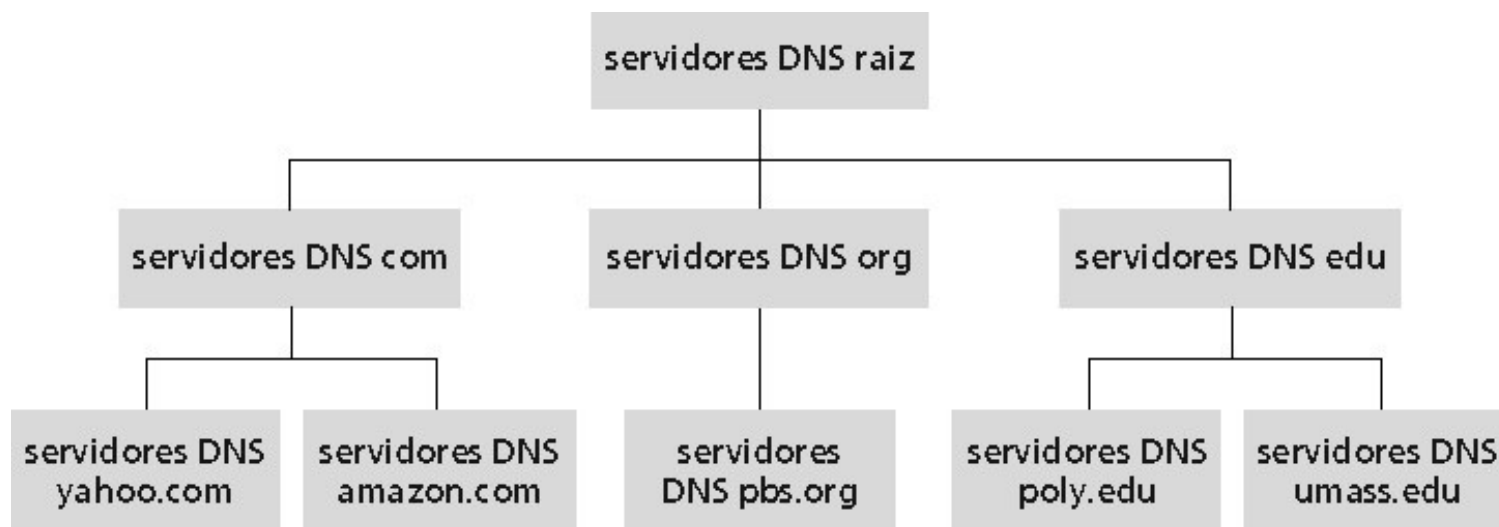 servidores DNS raiz
servidores DNS com
servidores DNS org
servidores DNS edu
servidores DNS
yahoo.com
servidores DNS
amazon.com
servidores
DNS pbs.org
servidores DNS
poly.edu
servidores DNS
umass.edu